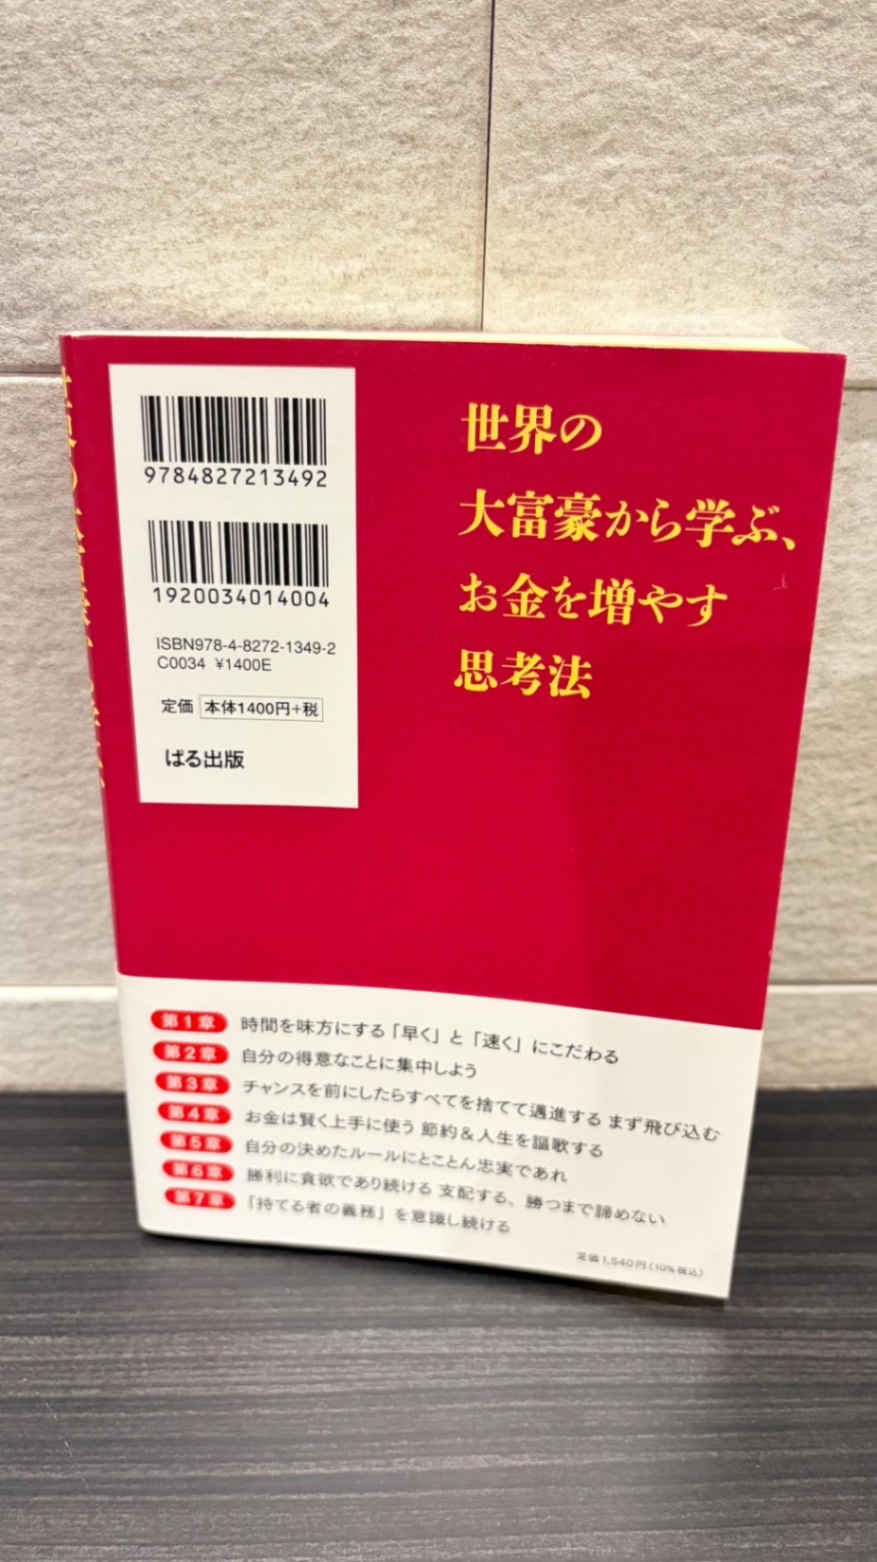 9784827213492
1920034014004
ISBN978-4-8272-1349-2
C0034 ¥1400E
定価 本体1400円+税
ぱる出版
世界の
大富豪から学ぶ、
お金を増やす
思考法
第1章 時間を味方にする「早く」と「速く」にこだわる
第2章 自分の得意なことに集中しよう
第3章 チャンスを前にしたらすべてを捨てて邁進する まず飛び込む
第4章 お金は賢く上手に使う 節約&人生を謳歌する
第5章 自分の決めたルールにとことん忠実であれ
第6章 勝利に貪欲であり続ける 支配する、勝つまで諦めない
第7章 「持てる者の義務」を意識し続ける
定価1,540円(10%税込)